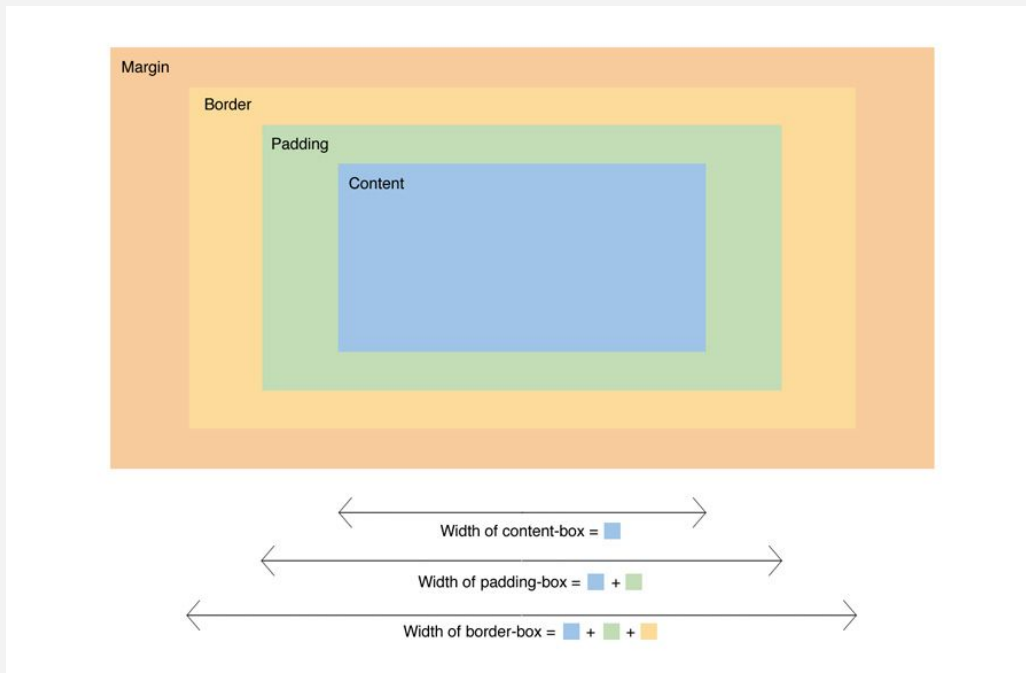 Margin
Border
Padding
Content
Width of content-box =
Width of padding-box = +
Width of border-box = + +